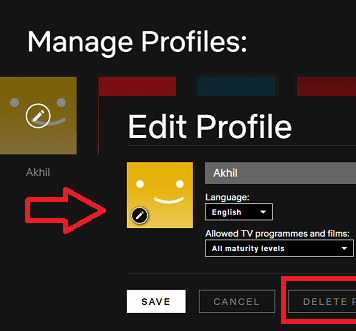 Manage Profiles:
Edit Profile
Akhil
Akhil
Language:
English
Allowed TV programmes and films:
All maturity levels
SAVE
CANCEL
DELETE P